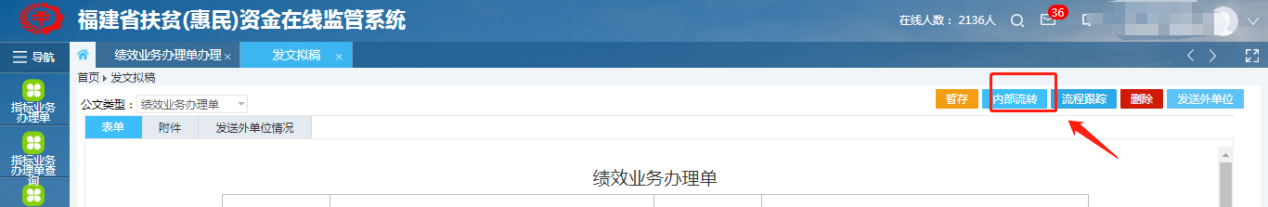 福建省扶贫(惠民)资金在线监管系统
在线人数：2136人
36
导航
绩效业务办理单办理 ×
发文拟稿 ×
首页 发文拟稿
指标业务
办理单
公文类型：
绩效业务办理单
暂存
内部流转
流程跟踪
删除
发送外单位
表单
附件
发送外单位情况
指标业务
办理单查
询
绩效业务办理单